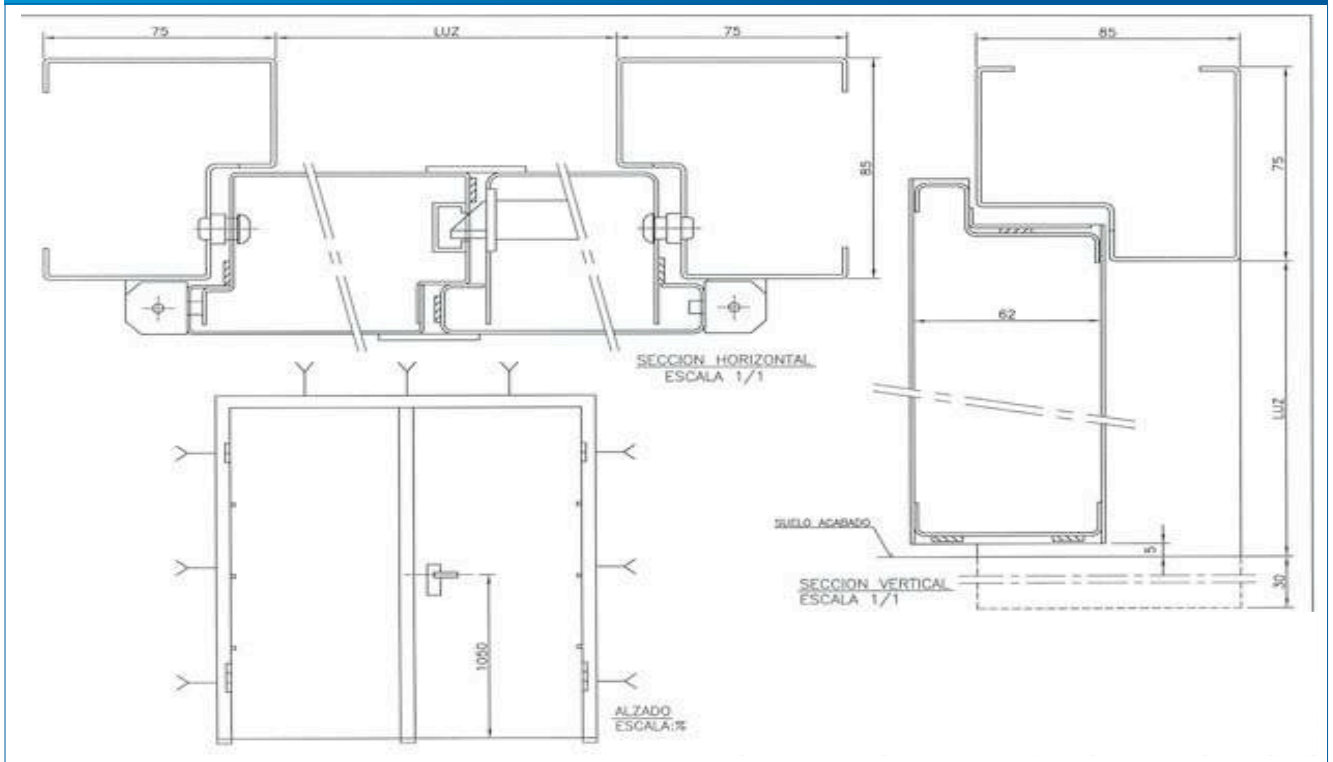 75
LUZ
75
85
85
75
62
SECCION HORIZONTAL
ESCALA 1/1
LUZ
SUELO ACABADO
5
SECCION VERTICAL
ESCALA 1/1
30
1050
ALZADO
ESCALA:%